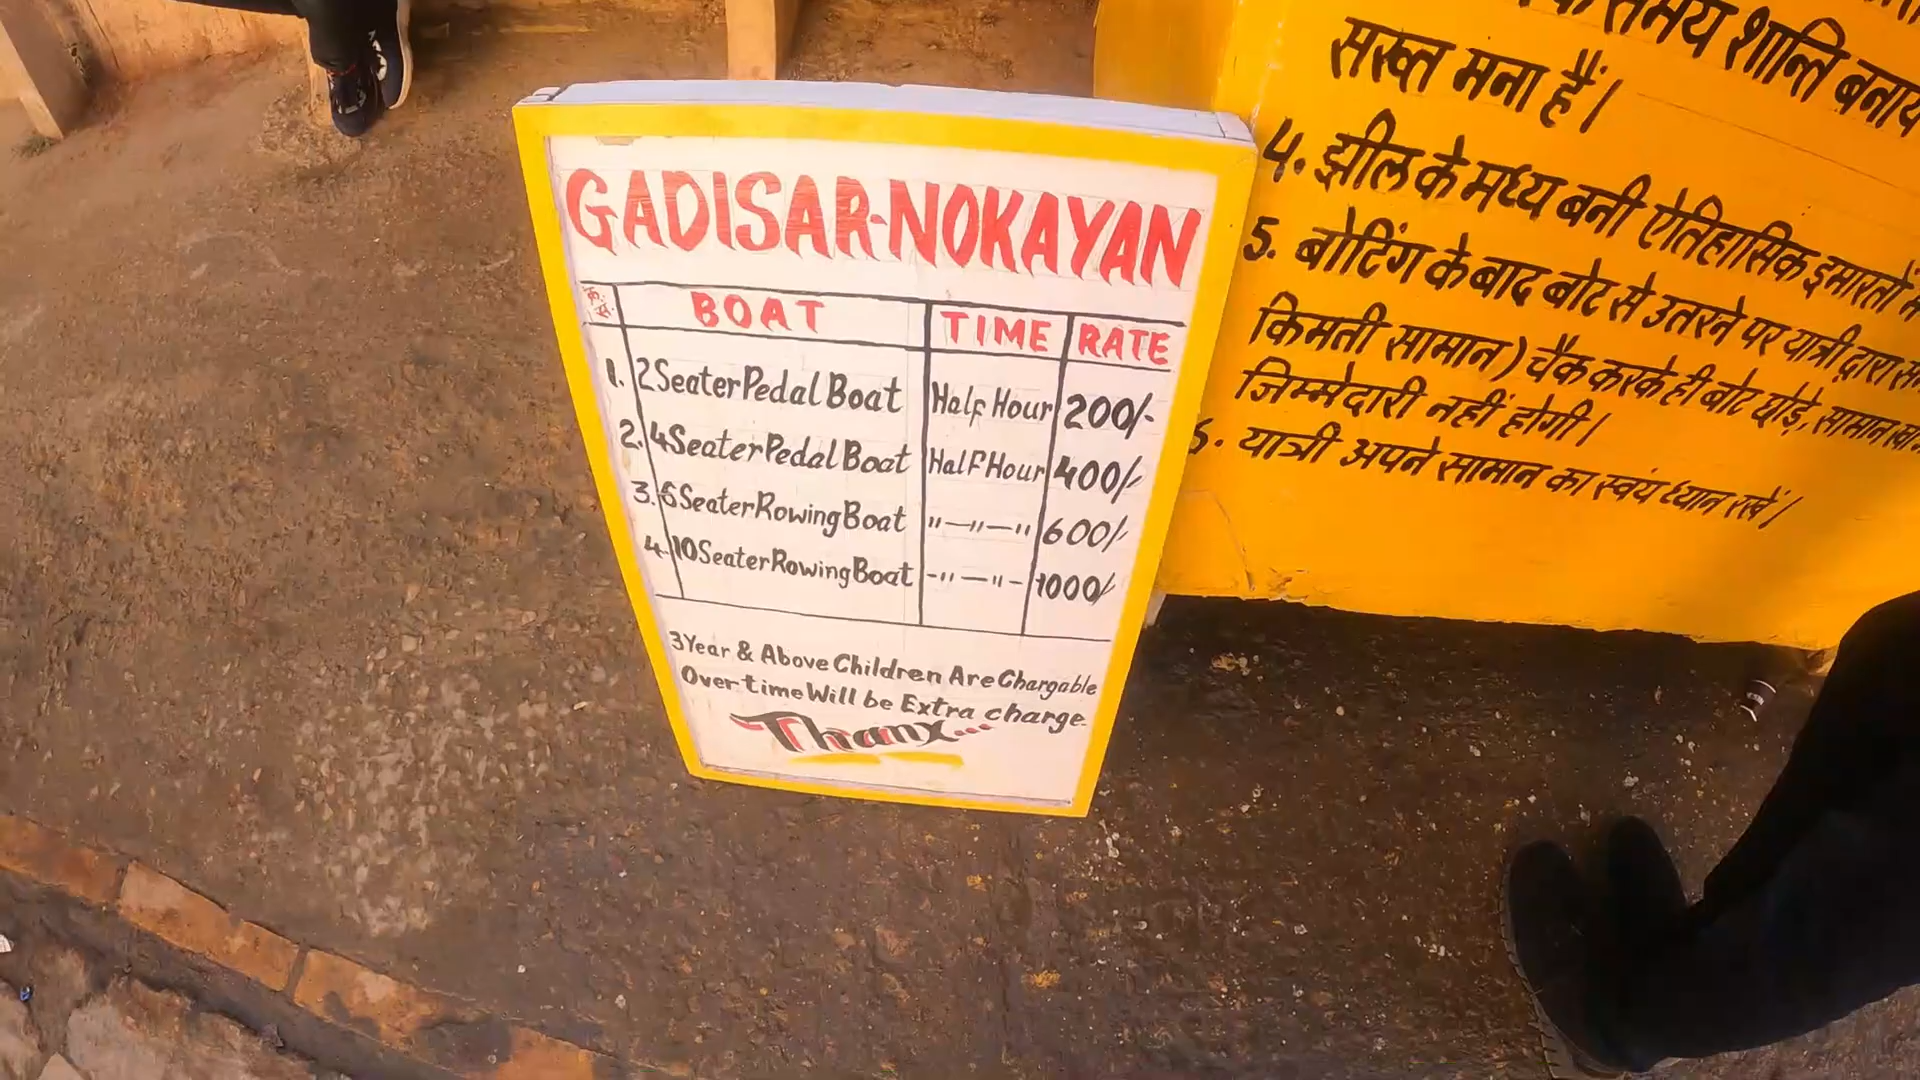 GADISAR-NOKAYAN
क्र.सं. BOAT TIME RATE
1. 2 Seater Pedal Boat Half Hour 200/-
2. 4 Seater Pedal Boat Half Hour 400/-
3. 6 Seater Rowing Boat "—"—" 600/-
4. 10 Seater Rowing Boat -"—"- 1000/-
3 Year & Above Children Are Chargable
Over time Will be Extra charge.
Thanx...
समय शान्ति
सख्त मना हैं।
4. झील के मध्य बनी ऐतिहासिक इमारतों
5. बोटिंग के बाद बोट से उतरने पर यात्री द्वारा
किमती सामान) चैक करके ही बोट छोड़े, सामान
जिम्मेदारी नहीं होगी।
6. यात्री अपने सामान का स्वयं ध्यान रखें।